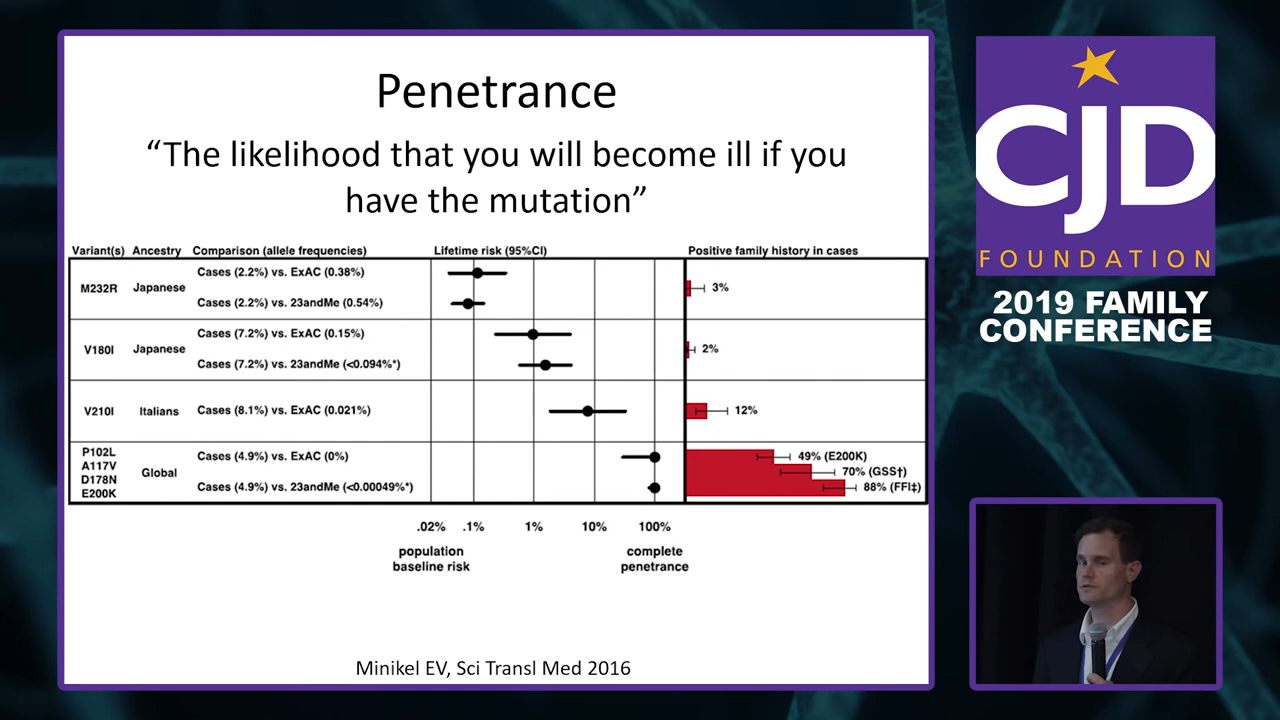 Penetrance
“The likelihood that you will become ill if you
have the mutation”
Variant(s) Ancestry Comparison (allele frequencies) Lifetime risk (95%CI) Positive family history in cases
M232R Japanese
Cases (2.2%) vs. ExAC (0.38%)
Cases (2.2%) vs. 23andMe (0.54%)
3%
V180I Japanese
Cases (7.2%) vs. ExAC (0.15%)
Cases (7.2%) vs. 23andMe (<0.094%*)
2%
V210I Italians Cases (8.1%) vs. ExAC (0.021%) 12%
P102L
A117V
D178N
E200K
Global
Cases (4.9%) vs. ExAC (0%)
Cases (4.9%) vs. 23andMe (<0.00049%*)
49% (E200K)
70% (GSS†)
88% (FFI‡)
.02% .1% 1% 10% 100%
population
baseline risk
complete
penetrance
Minikel EV, Sci Transl Med 2016
CJD
FOUNDATION
2019 FAMILY
CONFERENCE